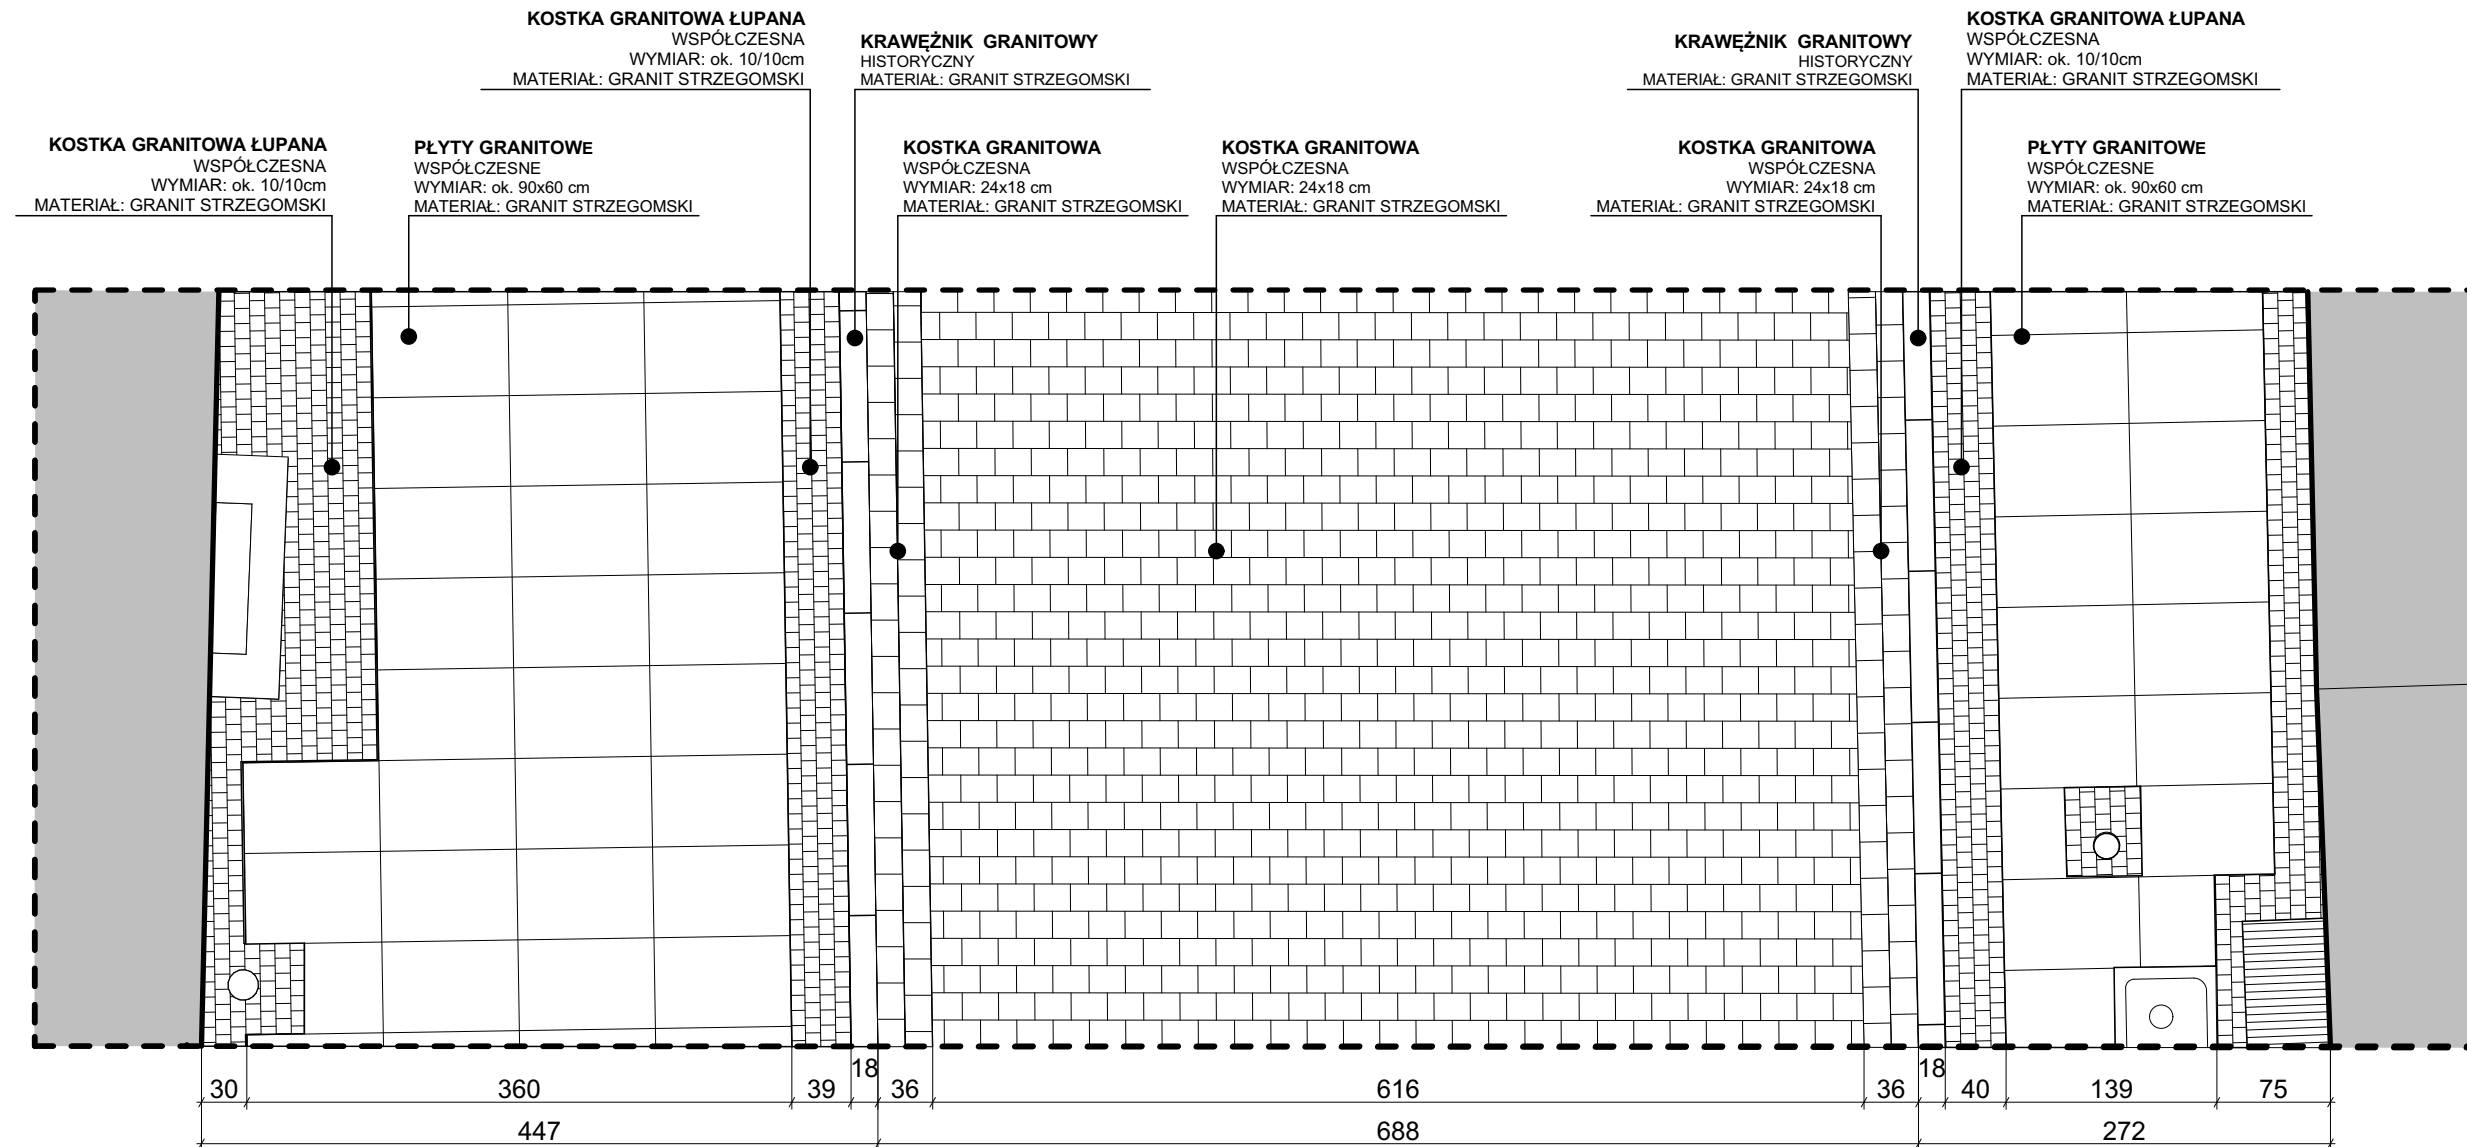 KOSTKA GRANITOWA ŁUPANA
WSPÓŁCZESNA
WYMIAR: ok. 10/10cm
MATERIAŁ: GRANIT STRZEGOMSKI
KRAWĘŻNIK GRANITOWY
HISTORYCZNY
MATERIAŁ: GRANIT STRZEGOMSKI
KRAWĘŻNIK GRANITOWY
HISTORYCZNY
MATERIAŁ: GRANIT STRZEGOMSKI
KOSTKA GRANITOWA ŁUPANA
WSPÓŁCZESNA
WYMIAR: ok. 10/10cm
MATERIAŁ: GRANIT STRZEGOMSKI
KOSTKA GRANITOWA ŁUPANA
WSPÓŁCZESNA
WYMIAR: ok. 10/10cm
MATERIAŁ: GRANIT STRZEGOMSKI
PŁYTY GRANITOWE
WSPÓŁCZESNE
WYMIAR: ok. 90x60 cm
MATERIAŁ: GRANIT STRZEGOMSKI
KOSTKA GRANITOWA
WSPÓŁCZESNA
WYMIAR: 24x18 cm
MATERIAŁ: GRANIT STRZEGOMSKI
KOSTKA GRANITOWA
WSPÓŁCZESNA
WYMIAR: 24x18 cm
MATERIAŁ: GRANIT STRZEGOMSKI
KOSTKA GRANITOWA
WSPÓŁCZESNA
WYMIAR: 24x18 cm
MATERIAŁ: GRANIT STRZEGOMSKI
PŁYTY GRANITOWE
WSPÓŁCZESNE
WYMIAR: ok. 90x60 cm
MATERIAŁ: GRANIT STRZEGOMSKI
30 360 39 18 36 616 36 18 40 139 75
447 688 272